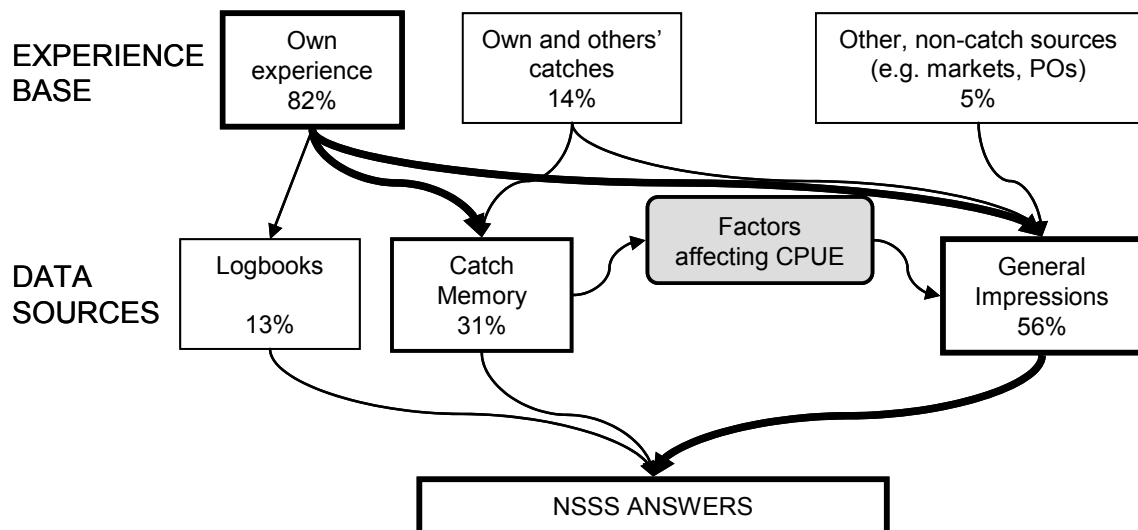 EXPERIENCE
BASE
Own
experience
82%
Own and others’
catches
14%
Other, non-catch sources
(e.g. markets, POs)
5%
DATA
SOURCES
Logbooks
13%
Catch
Memory
31%
Factors
affecting CPUE
General
Impressions
56%
NSSS ANSWERS